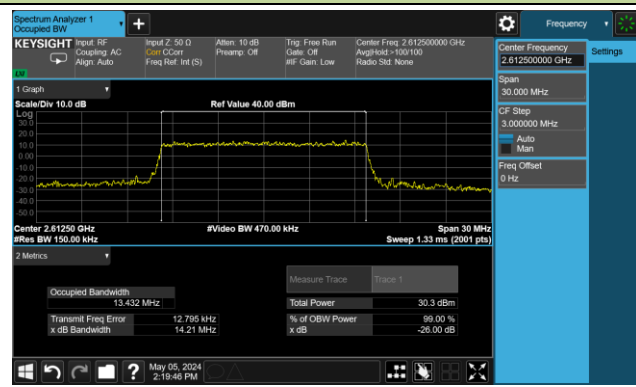 Spectrum Analyzer 1
Occupied BW
+
Frequency
KEYSIGHT
Input: RF
Coupling: AC
Align: Auto
Input Z: 50 Ω
Corr CCorr
Freq Ref: Int (S)
Atten: 10 dB
Preamp: Off
Trig: Free Run
Gate: Off
#IF Gain: Low
Center Freq: 2.612500000 GHz
Avg|Hold:>100/100
Radio Std: None
Center Frequency
2.612500000 GHz
Settings
Span
30.000 MHz
CF Step
3.000000 MHz
Auto
Man
Freq Offset
0 Hz
1 Graph
Scale/Div 10.0 dB
Ref Value 40.00 dBm
Log
30.0
20.0
10.0
0.00
-10.0
-20.0
-30.0
-40.0
-50.0
Center 2.61250 GHz
#Video BW 470.00 kHz
Span 30 MHz
#Res BW 150.00 kHz
Sweep 1.33 ms (2001 pts)
2 Metrics
Measure Trace
Trace 1
Occupied Bandwidth
13.432 MHz
Total Power
30.3 dBm
Transmit Freq Error
12.795 kHz
% of OBW Power
99.00 %
x dB Bandwidth
14.21 MHz
x dB
-26.00 dB
?
May 05, 2024
2:19:46 PM